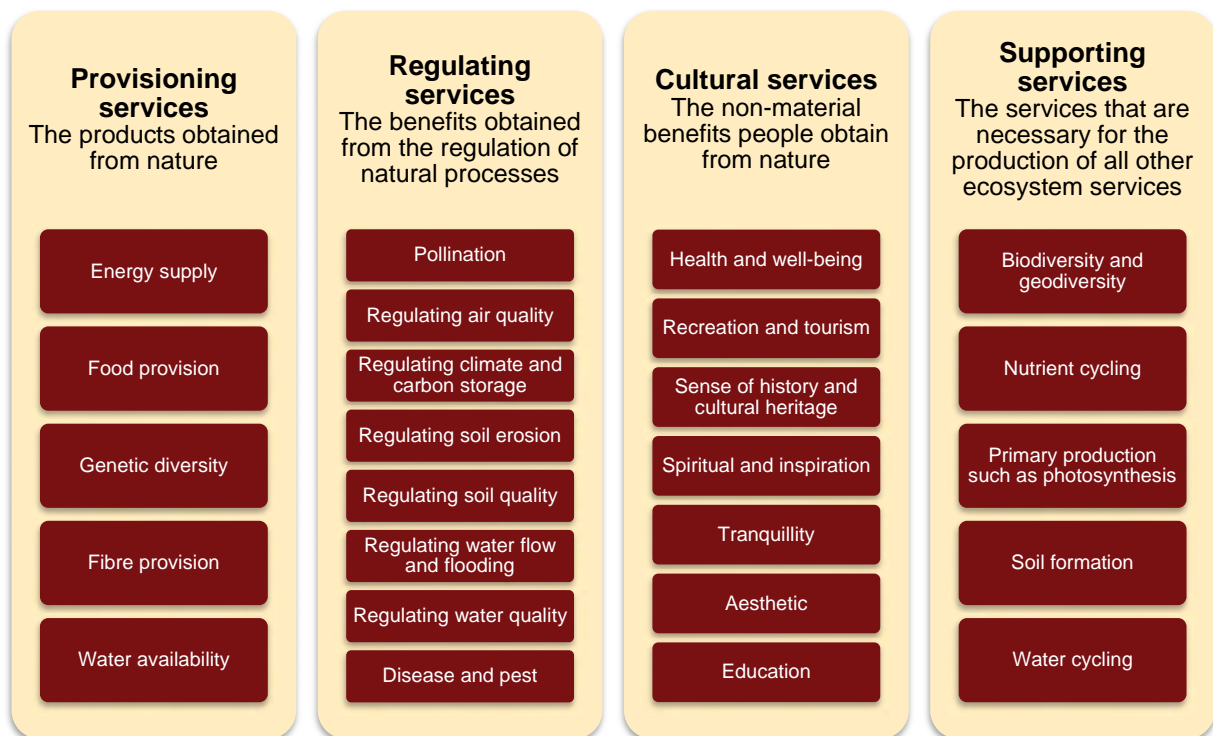 Provisioning
services
The products obtained
from nature
Energy supply
Food provision
Genetic diversity
Fibre provision
Water availability
Regulating
services
The benefits obtained
from the regulation of
natural processes
Pollination
Regulating air quality
Regulating climate and
carbon storage
Regulating soil erosion
Regulating soil quality
Regulating water flow
and flooding
Regulating water quality
Disease and pest
Cultural services
The non-material
benefits people obtain
from nature
Health and well-being
Recreation and tourism
Sense of history and
cultural heritage
Spiritual and inspiration
Tranquillity
Aesthetic
Education
Supporting
services
The services that are
necessary for the
production of all other
ecosystem services
Biodiversity and
geodiversity
Nutrient cycling
Primary production
such as photosynthesis
Soil formation
Water cycling